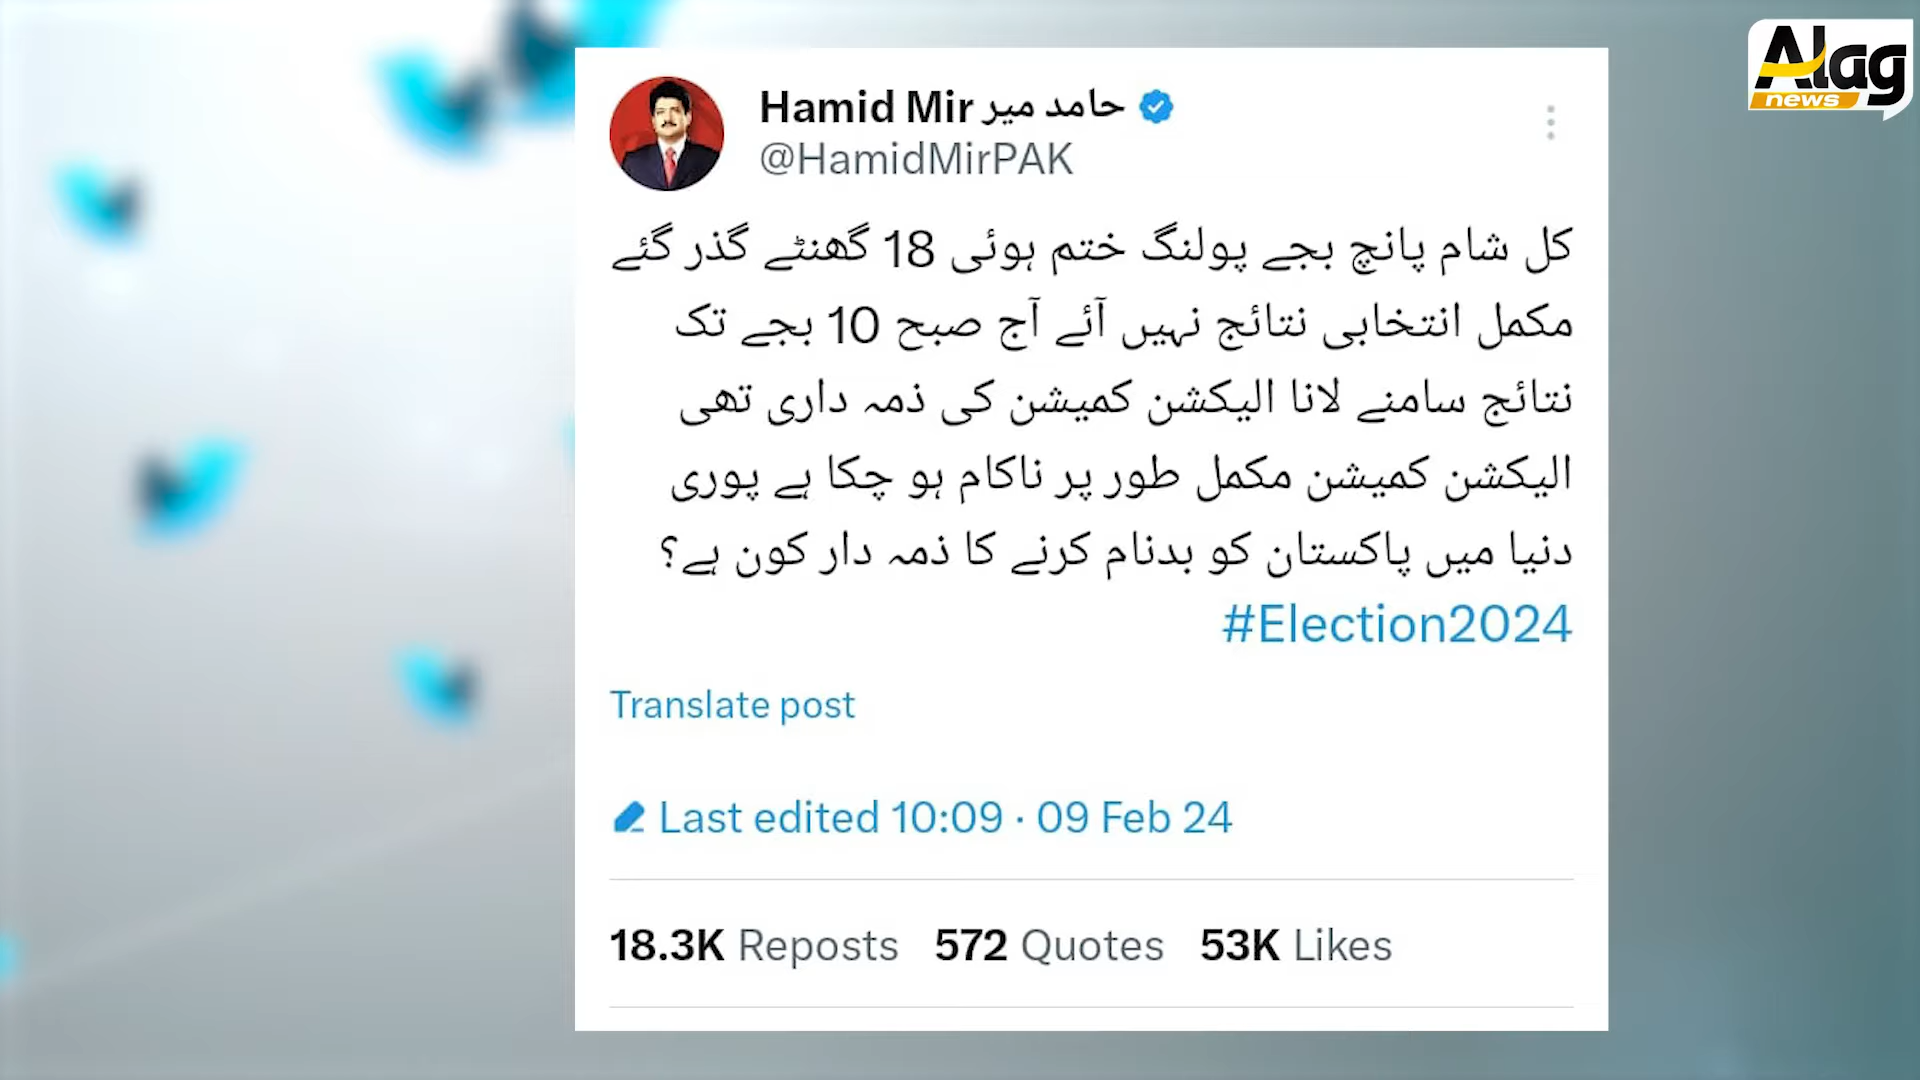 Alag
news
Hamid Mir حامد میر
@HamidMirPAK
کل شام پانچ بجے پولنگ ختم ہوئی 18 گھنٹے گذر گئے
مکمل انتخابی نتائج نہیں آئے آج صبح 10 بجے تک
نتائج سامنے لانا الیکشن کمیشن کی ذمہ داری تھی
الیکشن کمیشن مکمل طور پر ناکام ہو چکا ہے پوری
دنیا میں پاکستان کو بدنام کرنے کا ذمہ دار کون ہے؟
#Election2024
Translate post
Last edited 10:09 · 09 Feb 24
18.3K Reposts 572 Quotes 53K Likes